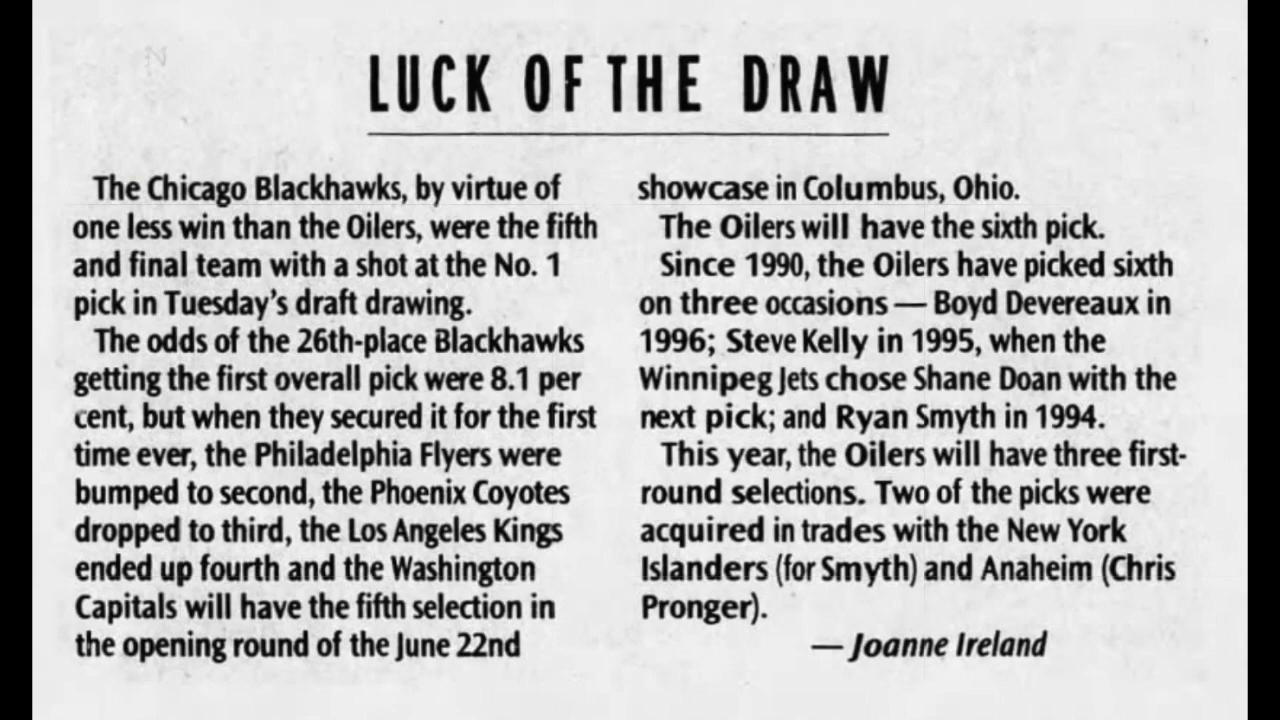 LUCK OF THE DRAW
The Chicago Blackhawks, by virtue of
one less win than the Oilers, were the fifth
and final team with a shot at the No. 1
pick in Tuesday's draft drawing.
The odds of the 26th-place Blackhawks
getting the first overall pick were 8.1 per
cent, but when they secured it for the first
time ever, the Philadelphia Flyers were
bumped to second, the Phoenix Coyotes
dropped to third, the Los Angeles Kings
ended up fourth and the Washington
Capitals will have the fifth selection in
the opening round of the June 22nd
showcase in Columbus, Ohio.
The Oilers will have the sixth pick.
Since 1990, the Oilers have picked sixth
on three occasions — Boyd Devereaux in
1996; Steve Kelly in 1995, when the
Winnipeg Jets chose Shane Doan with the
next pick; and Ryan Smyth in 1994.
This year, the Oilers will have three first-
round selections. Two of the picks were
acquired in trades with the New York
Islanders (for Smyth) and Anaheim (Chris
Pronger).
— Joanne Ireland